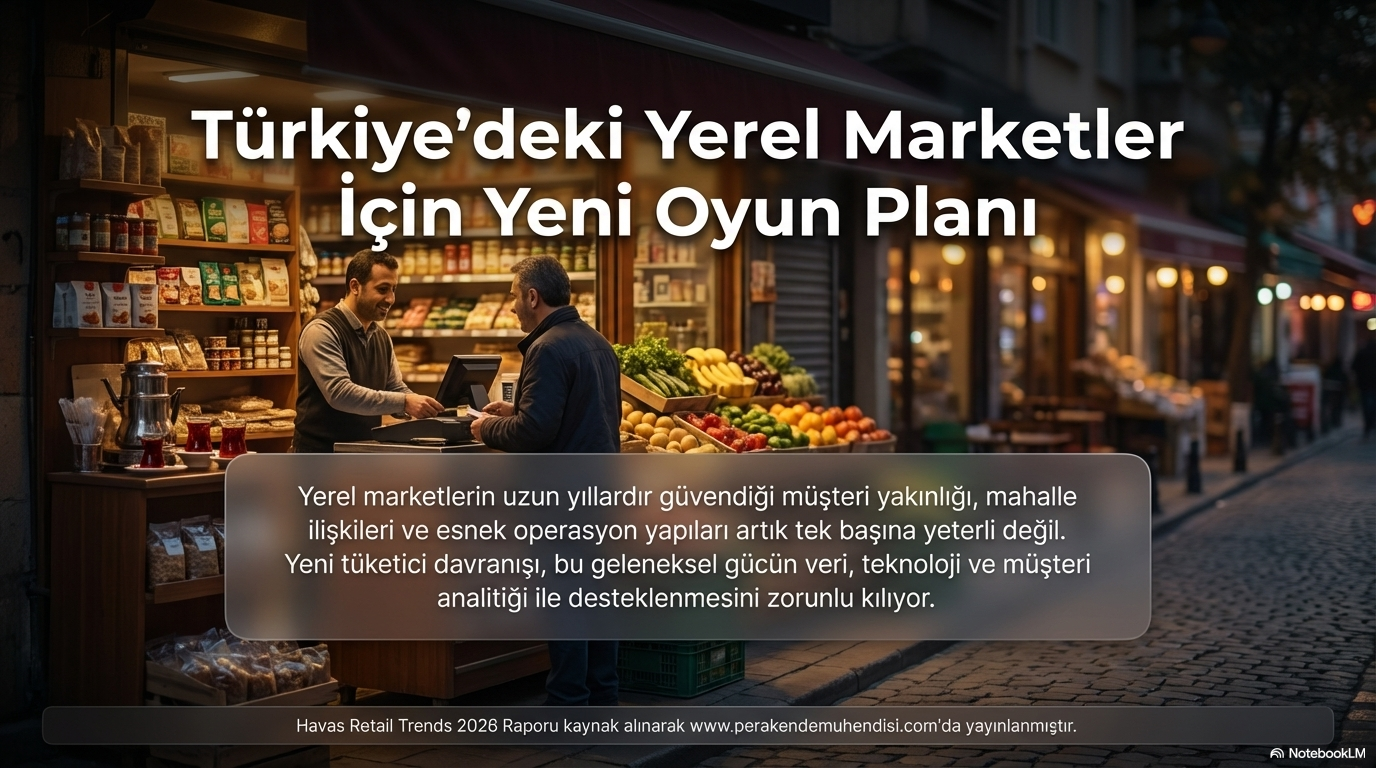 Türkiye'deki Yerel Marketler
İçin Yeni Oyun Planı
Yerel marketlerin uzun yıllardır güvendiği müşteri yakınlığı, mahalle
ilişkileri ve esnek operasyon yapıları artık tek başına yeterli değil.
Yeni tüketici davranışı, bu geleneksel gücün veri, teknoloji ve müşteri
analitiği ile desteklenmesini zorunlu kılıyor.
Havas Retail Trends 2026 Raporu kaynak alınarak www.perakendemuhendisi.com'da yayınlanmıştır.
NotebookLM